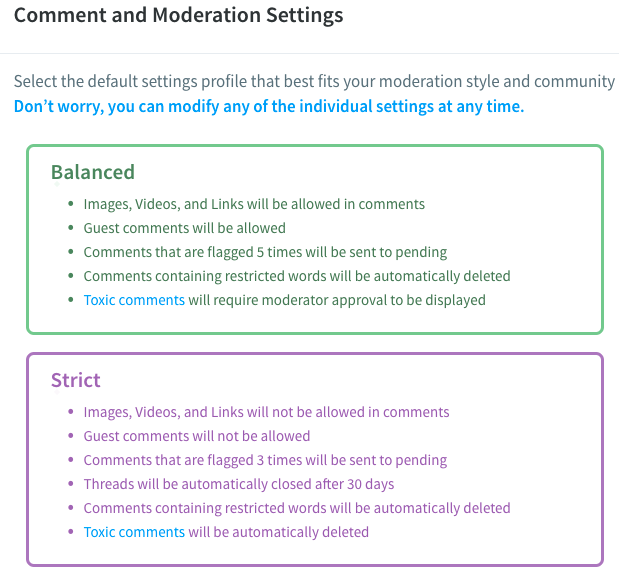 Comment and Moderation Settings
Select the default settings profile that best fits your moderation style and community
Don’t worry, you can modify any of the individual settings at any time.
Balanced
• Images, Videos, and Links will be allowed in comments
• Guest comments will be allowed
• Comments that are flagged 5 times will be sent to pending
• Comments containing restricted words will be automatically deleted
• Toxic comments will require moderator approval to be displayed
Strict
• Images, Videos, and Links will not be allowed in comments
• Guest comments will not be allowed
• Comments that are flagged 3 times will be sent to pending
• Threads will be automatically closed after 30 days
• Comments containing restricted words will be automatically deleted
• Toxic comments will be automatically deleted